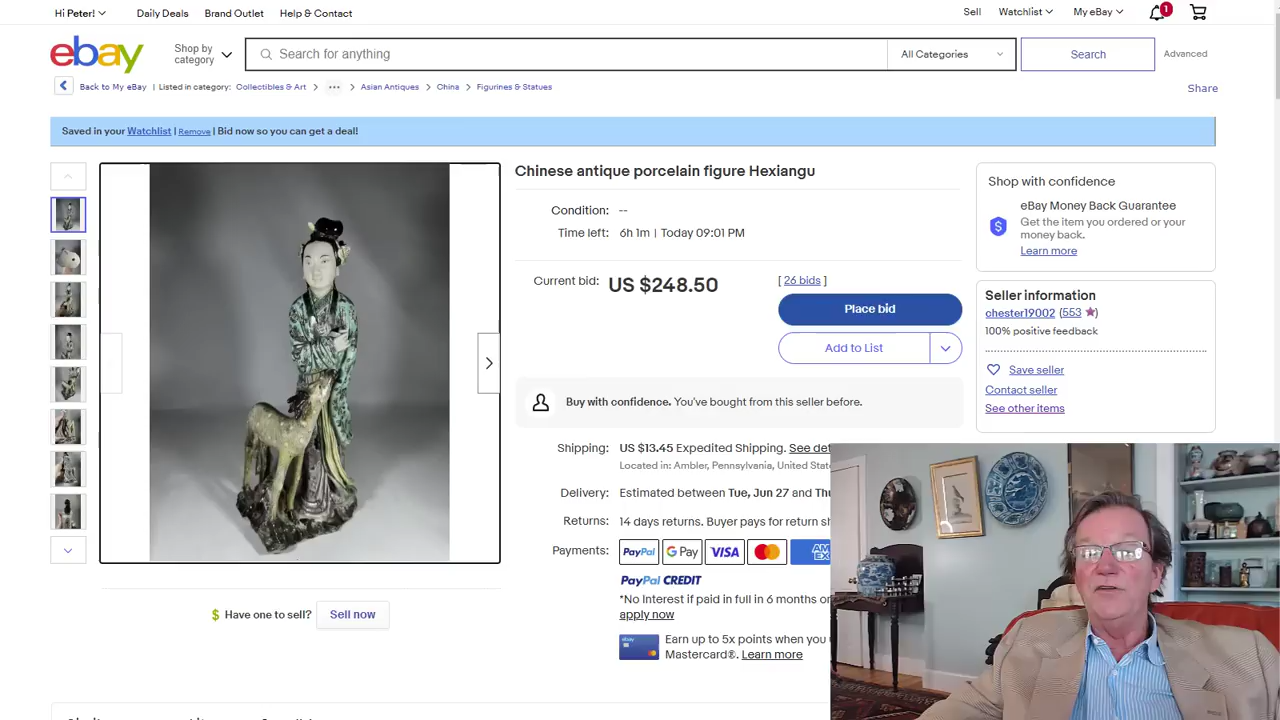 Hi Peter!
Daily Deals
Brand Outlet
Help & Contact
Sell
Watchlist
My eBay
1
ebay
Shop by
category
Search for anything
All Categories
Search
Advanced
Back to My eBay | Listed in category: Collectibles & Art > ... > Asian Antiques > China > Figurines & Statues
Share
Saved in your Watchlist | Remove | Bid now so you can get a deal!
Chinese antique porcelain figure Hexiangu
Condition: --
Time left: 6h 1m | Today 09:01 PM
Current bid: US $248.50
[ 26 bids ]
Place bid
Add to List
Buy with confidence. You've bought from this seller before.
Shipping: US $13.45 Expedited Shipping. See det
Located in: Ambler, Pennsylvania, United State
Delivery: Estimated between Tue, Jun 27 and Thu
Returns: 14 days returns. Buyer pays for return sh
Payments: PayPal G Pay VISA MasterCard AM EX
PayPal CREDIT
*No Interest if paid in full in 6 months on
apply now
Earn up to 5x points when you
Mastercard®. Learn more
Shop with confidence
eBay Money Back Guarantee
Get the item you ordered or your
money back.
Learn more
Seller information
chester19002 (553)
100% positive feedback
Save seller
Contact seller
See other items
$ Have one to sell? Sell now